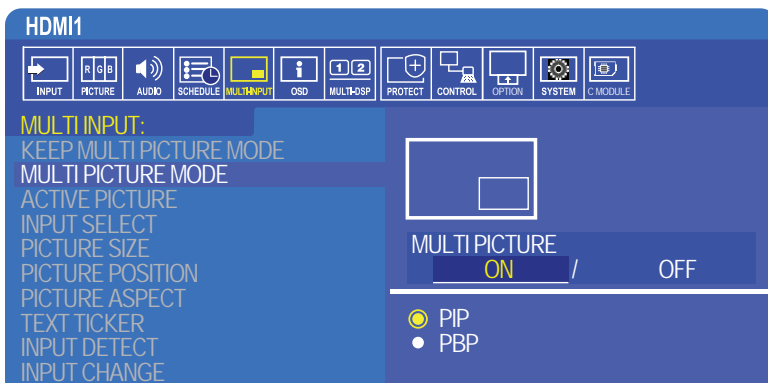 HDMI1
R G B
1 2
INPUT PICTURE AUDIO SCHEDULE MULTI-INPUT OSD MULTI-DSP PROTECT CONTROL OPTION SYSTEM C MODULE
MULTI INPUT:
KEEP MULTI PICTURE MODE
MULTI PICTURE MODE
ACTIVE PICTURE
INPUT SELECT
PICTURE SIZE
PICTURE POSITION
PICTURE ASPECT
TEXT TICKER
INPUT DETECT
INPUT CHANGE
MULTI PICTURE
ON / OFF
PIP
PBP